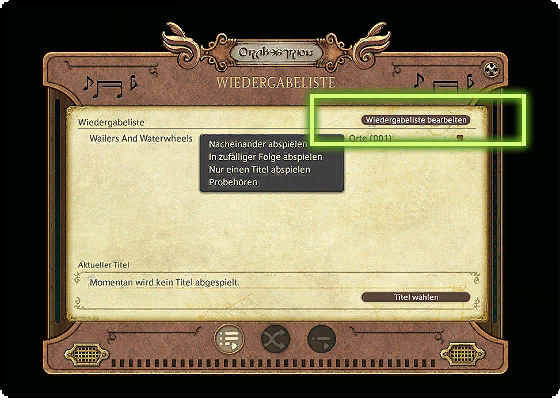 WIEDERGABELISTE
Wiedergabeliste
Wiedergabeliste bearbeiten
Wailers And Waterwheels
Orte (001)
Nacheinander abspielen
In zufälliger Folge abspielen
Nur einen Titel abspielen
Probehören
Aktueller Titel
Momentan wird kein Titel abgespielt.
Titel wählen